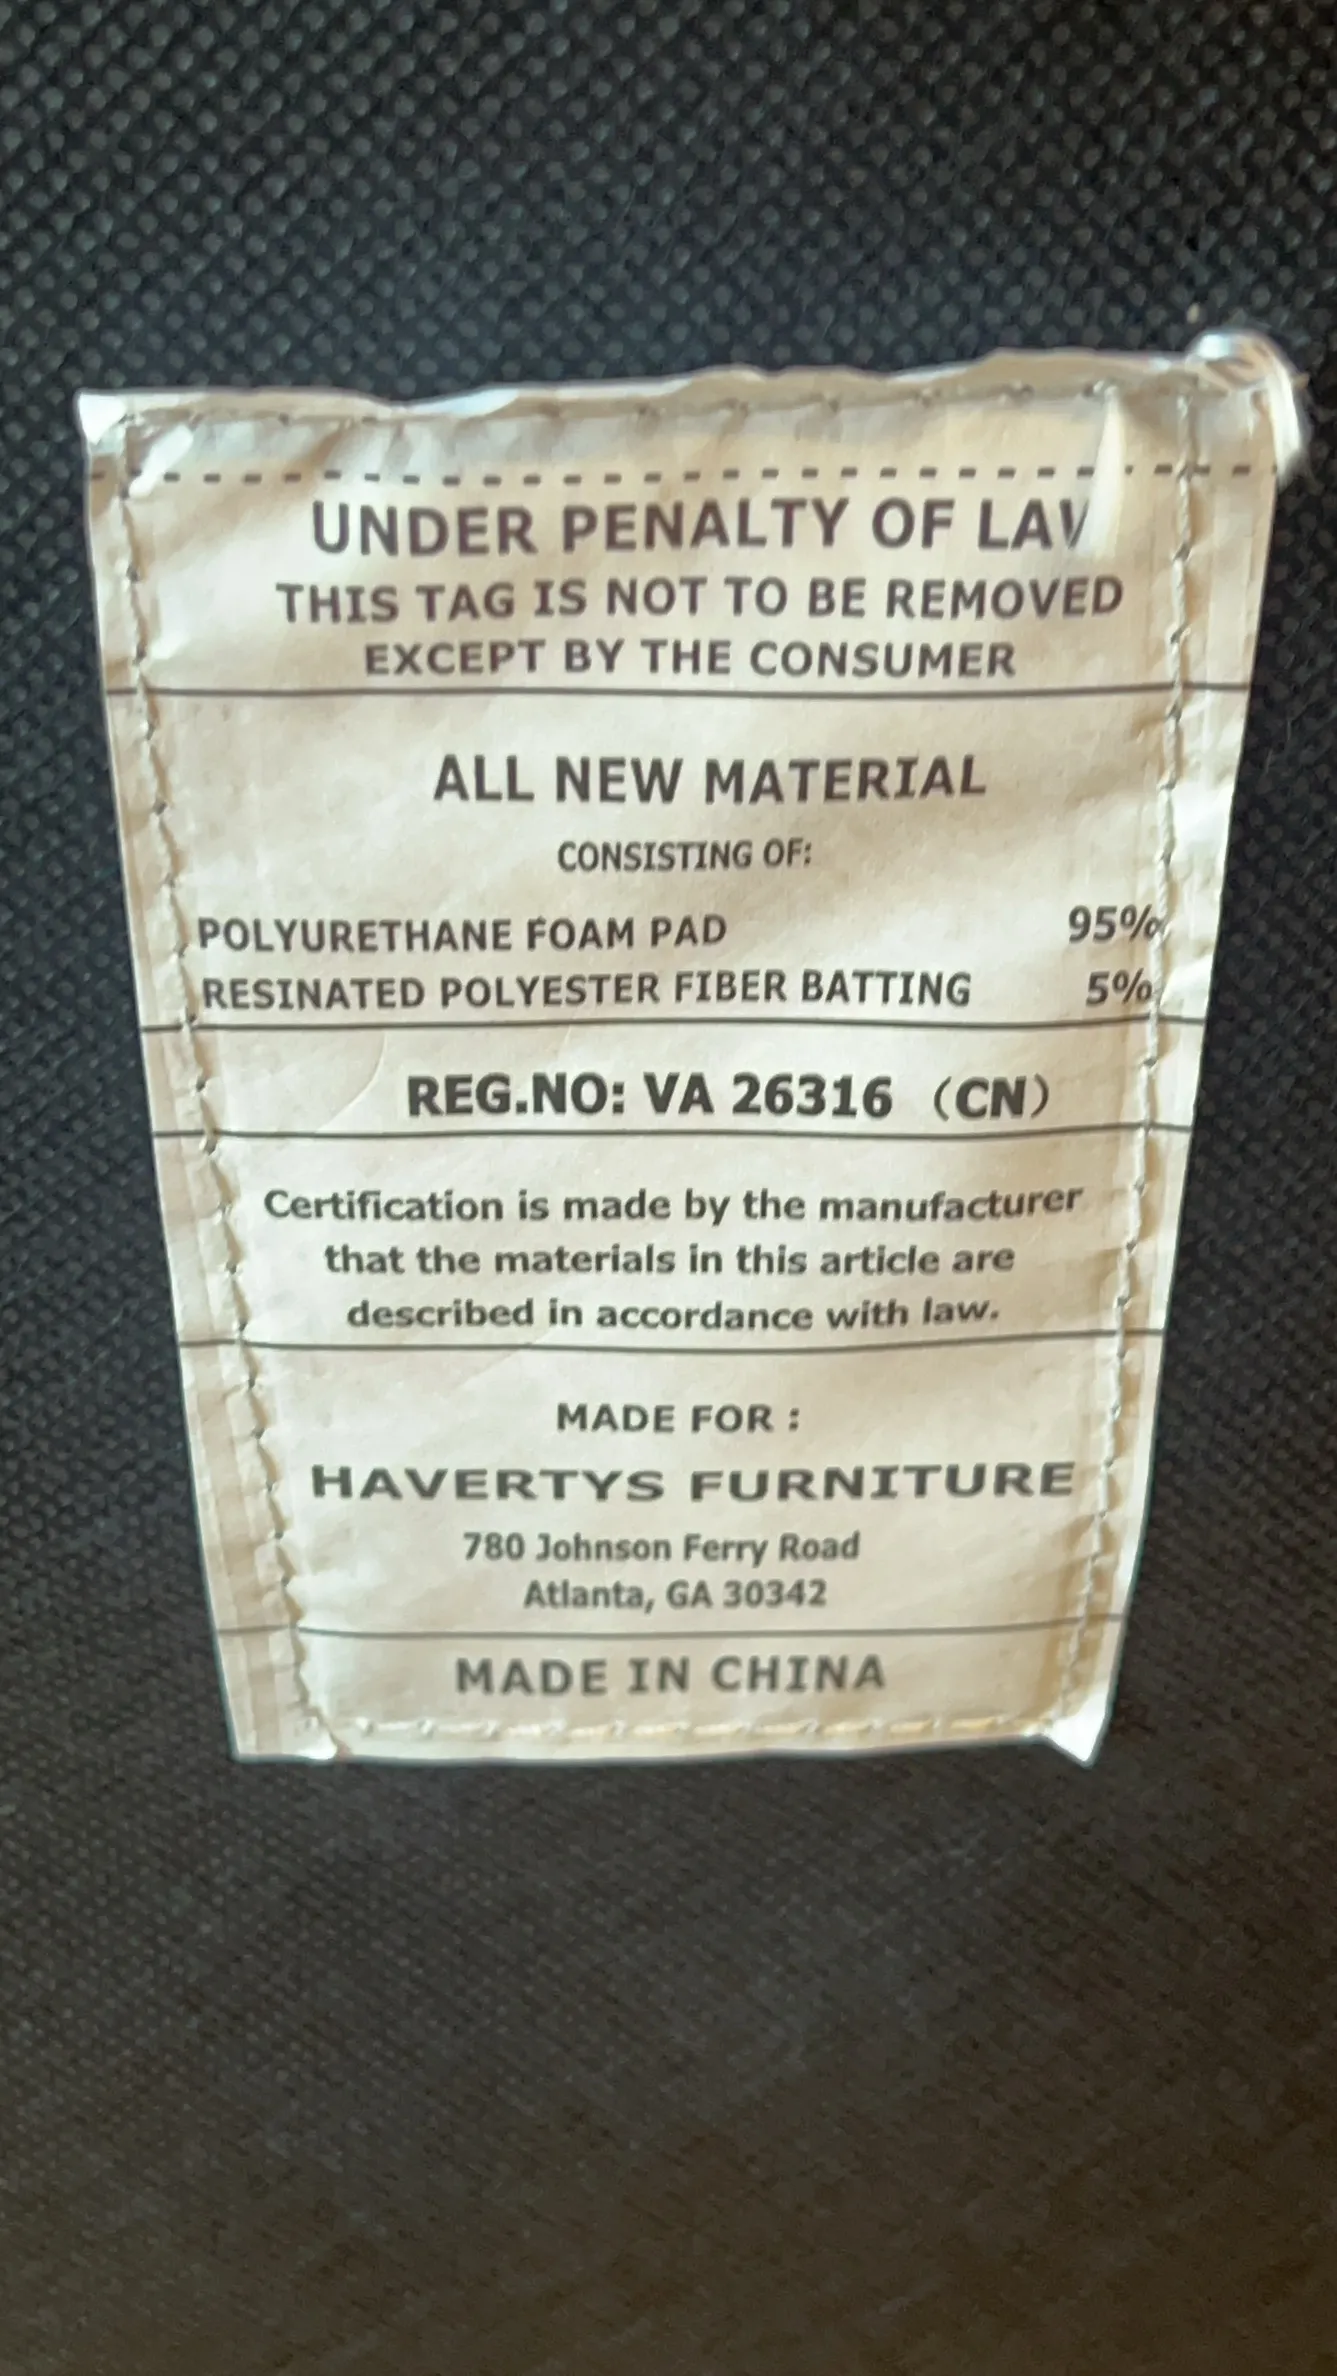 UNDER PENALTY OF LAW
THIS TAG IS NOT TO BE REMOVED
EXCEPT BY THE CONSUMER
ALL NEW MATERIAL
CONSISTING OF:
POLYURETHANE FOAM PAD 95%
RESINATED POLYESTER FIBER BATTING 5%
REG.NO: VA 26316 (CN)
Certification is made by the manufacturer
that the materials in this article are
described in accordance with law.
MADE FOR :
HAVERTYS FURNITURE
780 Johnson Ferry Road
Atlanta, GA 30342
MADE IN CHINA